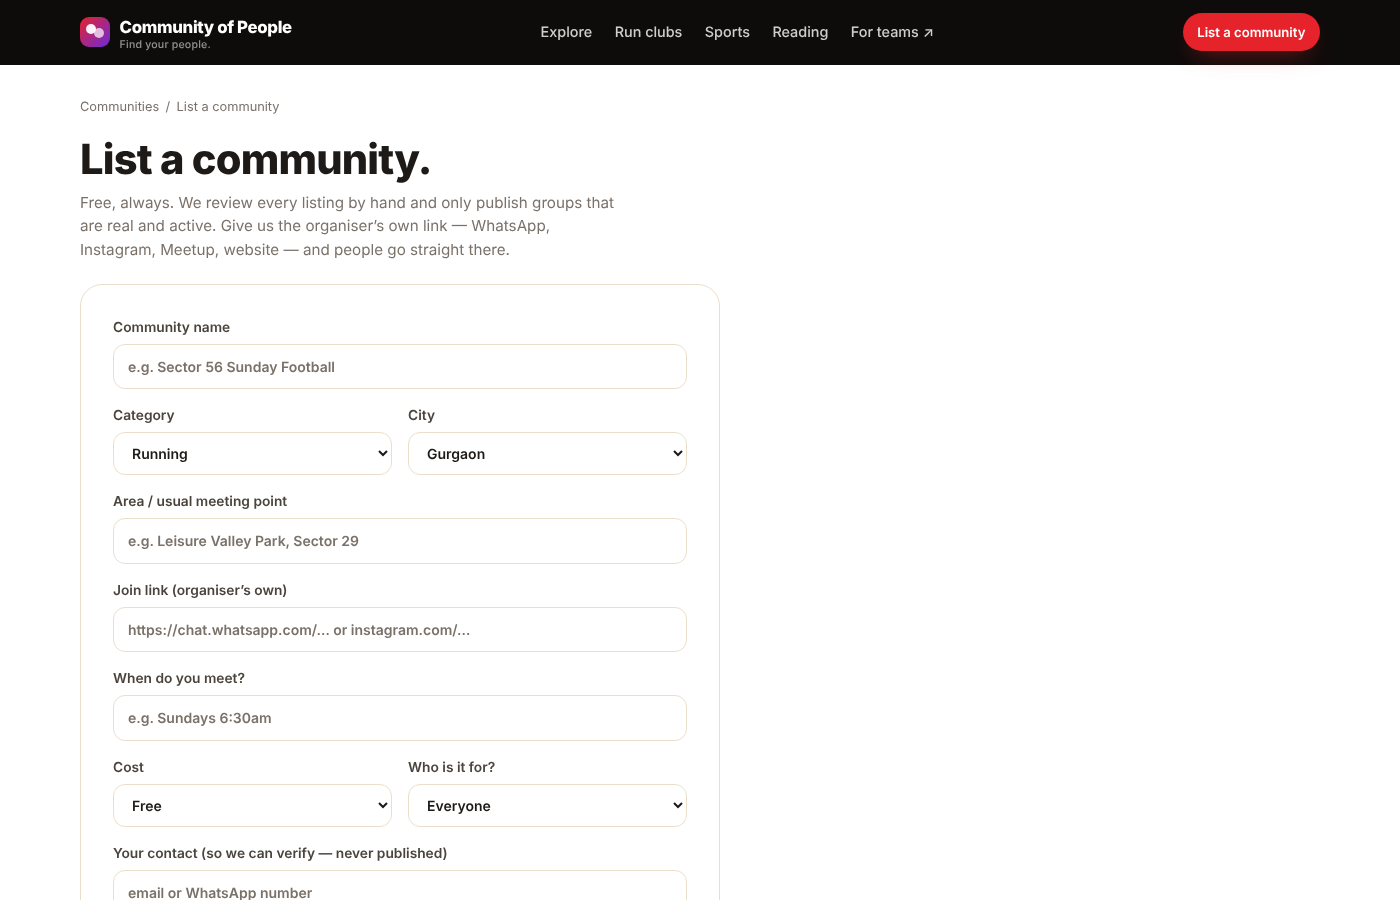 Community of People
Find your people.
Explore
Run clubs
Sports
Reading
For teams ↗
List a community
Communities / List a community
List a community.
Free, always. We review every listing by hand and only publish groups that
are real and active. Give us the organiser’s own link — WhatsApp,
Instagram, Meetup, website — and people go straight there.
Community name
e.g. Sector 56 Sunday Football
Category
City
Running
Gurgaon
Area / usual meeting point
e.g. Leisure Valley Park, Sector 29
Join link (organiser’s own)
https://chat.whatsapp.com/… or instagram.com/…
When do you meet?
e.g. Sundays 6:30am
Cost
Who is it for?
Free
Everyone
Your contact (so we can verify — never published)
email or WhatsApp number